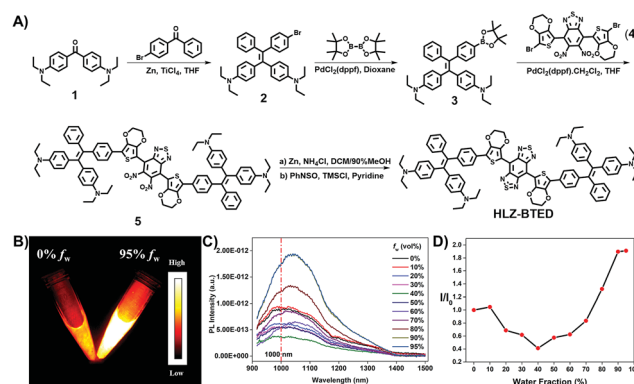 A)
Br
Zn, TiCl4, THF
1
2
PdCl2(dppf), Dioxane
3
(4)
PdCl2(dppf).CH2Cl2, THF
5
a) Zn, NH4Cl, DCM/90%MeOH
b) PhNSO, TMSCl, Pyridine
HLZ-BTED
B)
0% fw
95% fw
High
Low
C)
PL Intensity (a.u.)
2.00E-012
1.50E-012
1.00E-012
5.00E-013
0.00E+000
1000 nm
900 1000 1100 1200 1300 1400 1500
Wavelength (nm)
fw (vol%)
0%
10%
20%
30%
40%
50%
60%
70%
80%
90%
95%
D)
I/I0
2.0
1.8
1.6
1.4
1.2
1.0
0.8
0.6
0.4
0 10 20 30 40 50 60 70 80 90
Water Fraction (%)